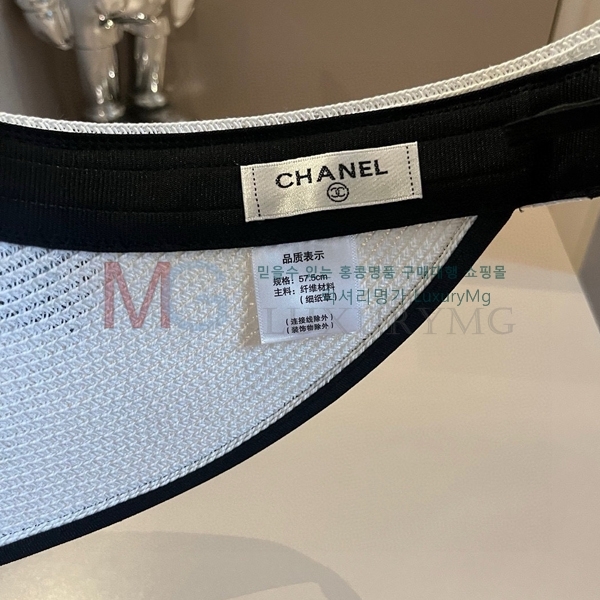 CHANEL
品质表示
规格：57.5cm
主料：纤维材料
（细纸草）
（连接线除外）
（装饰物除外）
믿을수 있는 홍콩명품 구매대행 쇼핑몰
럭셔리명가 LuxuryMg
MG LUXURYMG